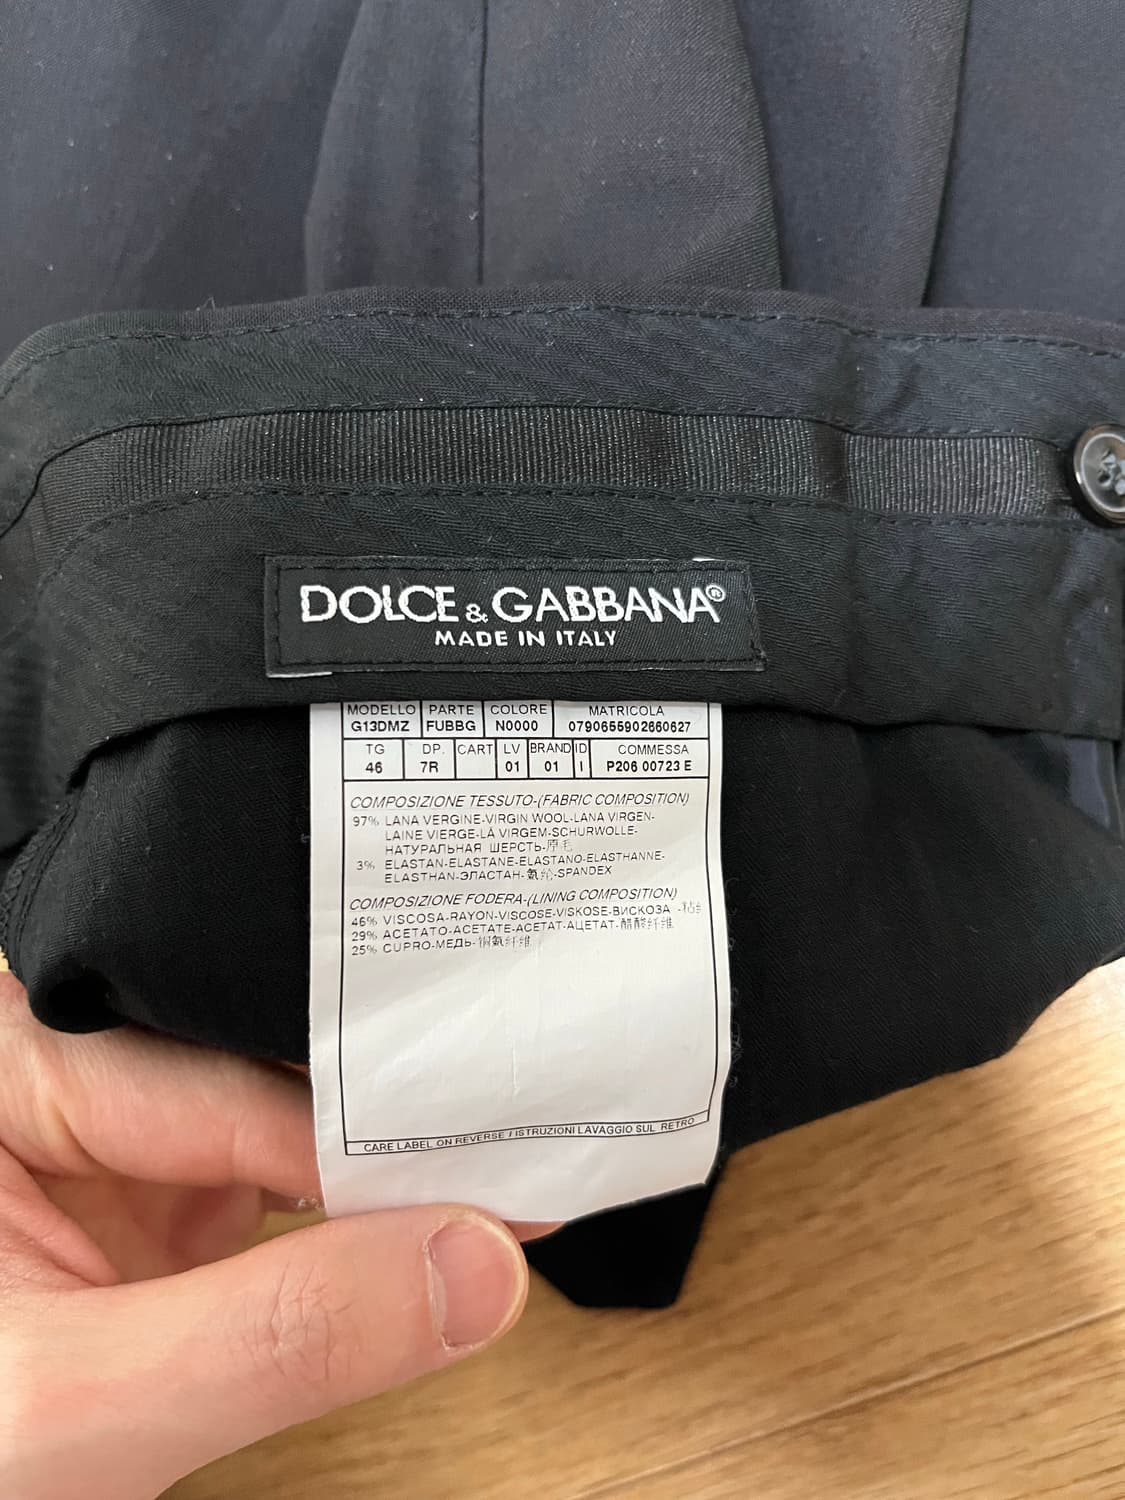 DOLCE & GABBANA®
MADE IN ITALY
MODELLO PARTE COLORE MATRICOLA
G13DMZ FUBBG N0000 0790655902660627
TG DP. CART LV BRAND ID COMMESSA
46 7R 01 01 I P206 00723 E
COMPOSIZIONE TESSUTO-(FABRIC COMPOSITION)
97% LANA VERGINE-VIRGIN WOOL-LANA VIRGEN-
LAINE VIERGE-LÃ VIRGEM-SCHURWOLLE-
НАТУРАЛЬНАЯ ШЕРСТЬ-原毛
3% ELASTAN-ELASTANE-ELASTANO-ELASTHANNE-
ELASTHAN-ЭЛАСТАН-氨纶-SPANDEX
COMPOSIZIONE FODERA-(LINING COMPOSITION)
46% VISCOSA-RAYON-VISCOSE-VISKOSE-ВИСКОЗА
29% ACETATO-ACETATE-ACETAT-АЦЕТАТ-醋酸纤维
25% CUPRO-МЕДЬ-铜氨纤维
CARE LABEL ON REVERSE / ISTRUZIONI LAVAGGIO SUL RETRO